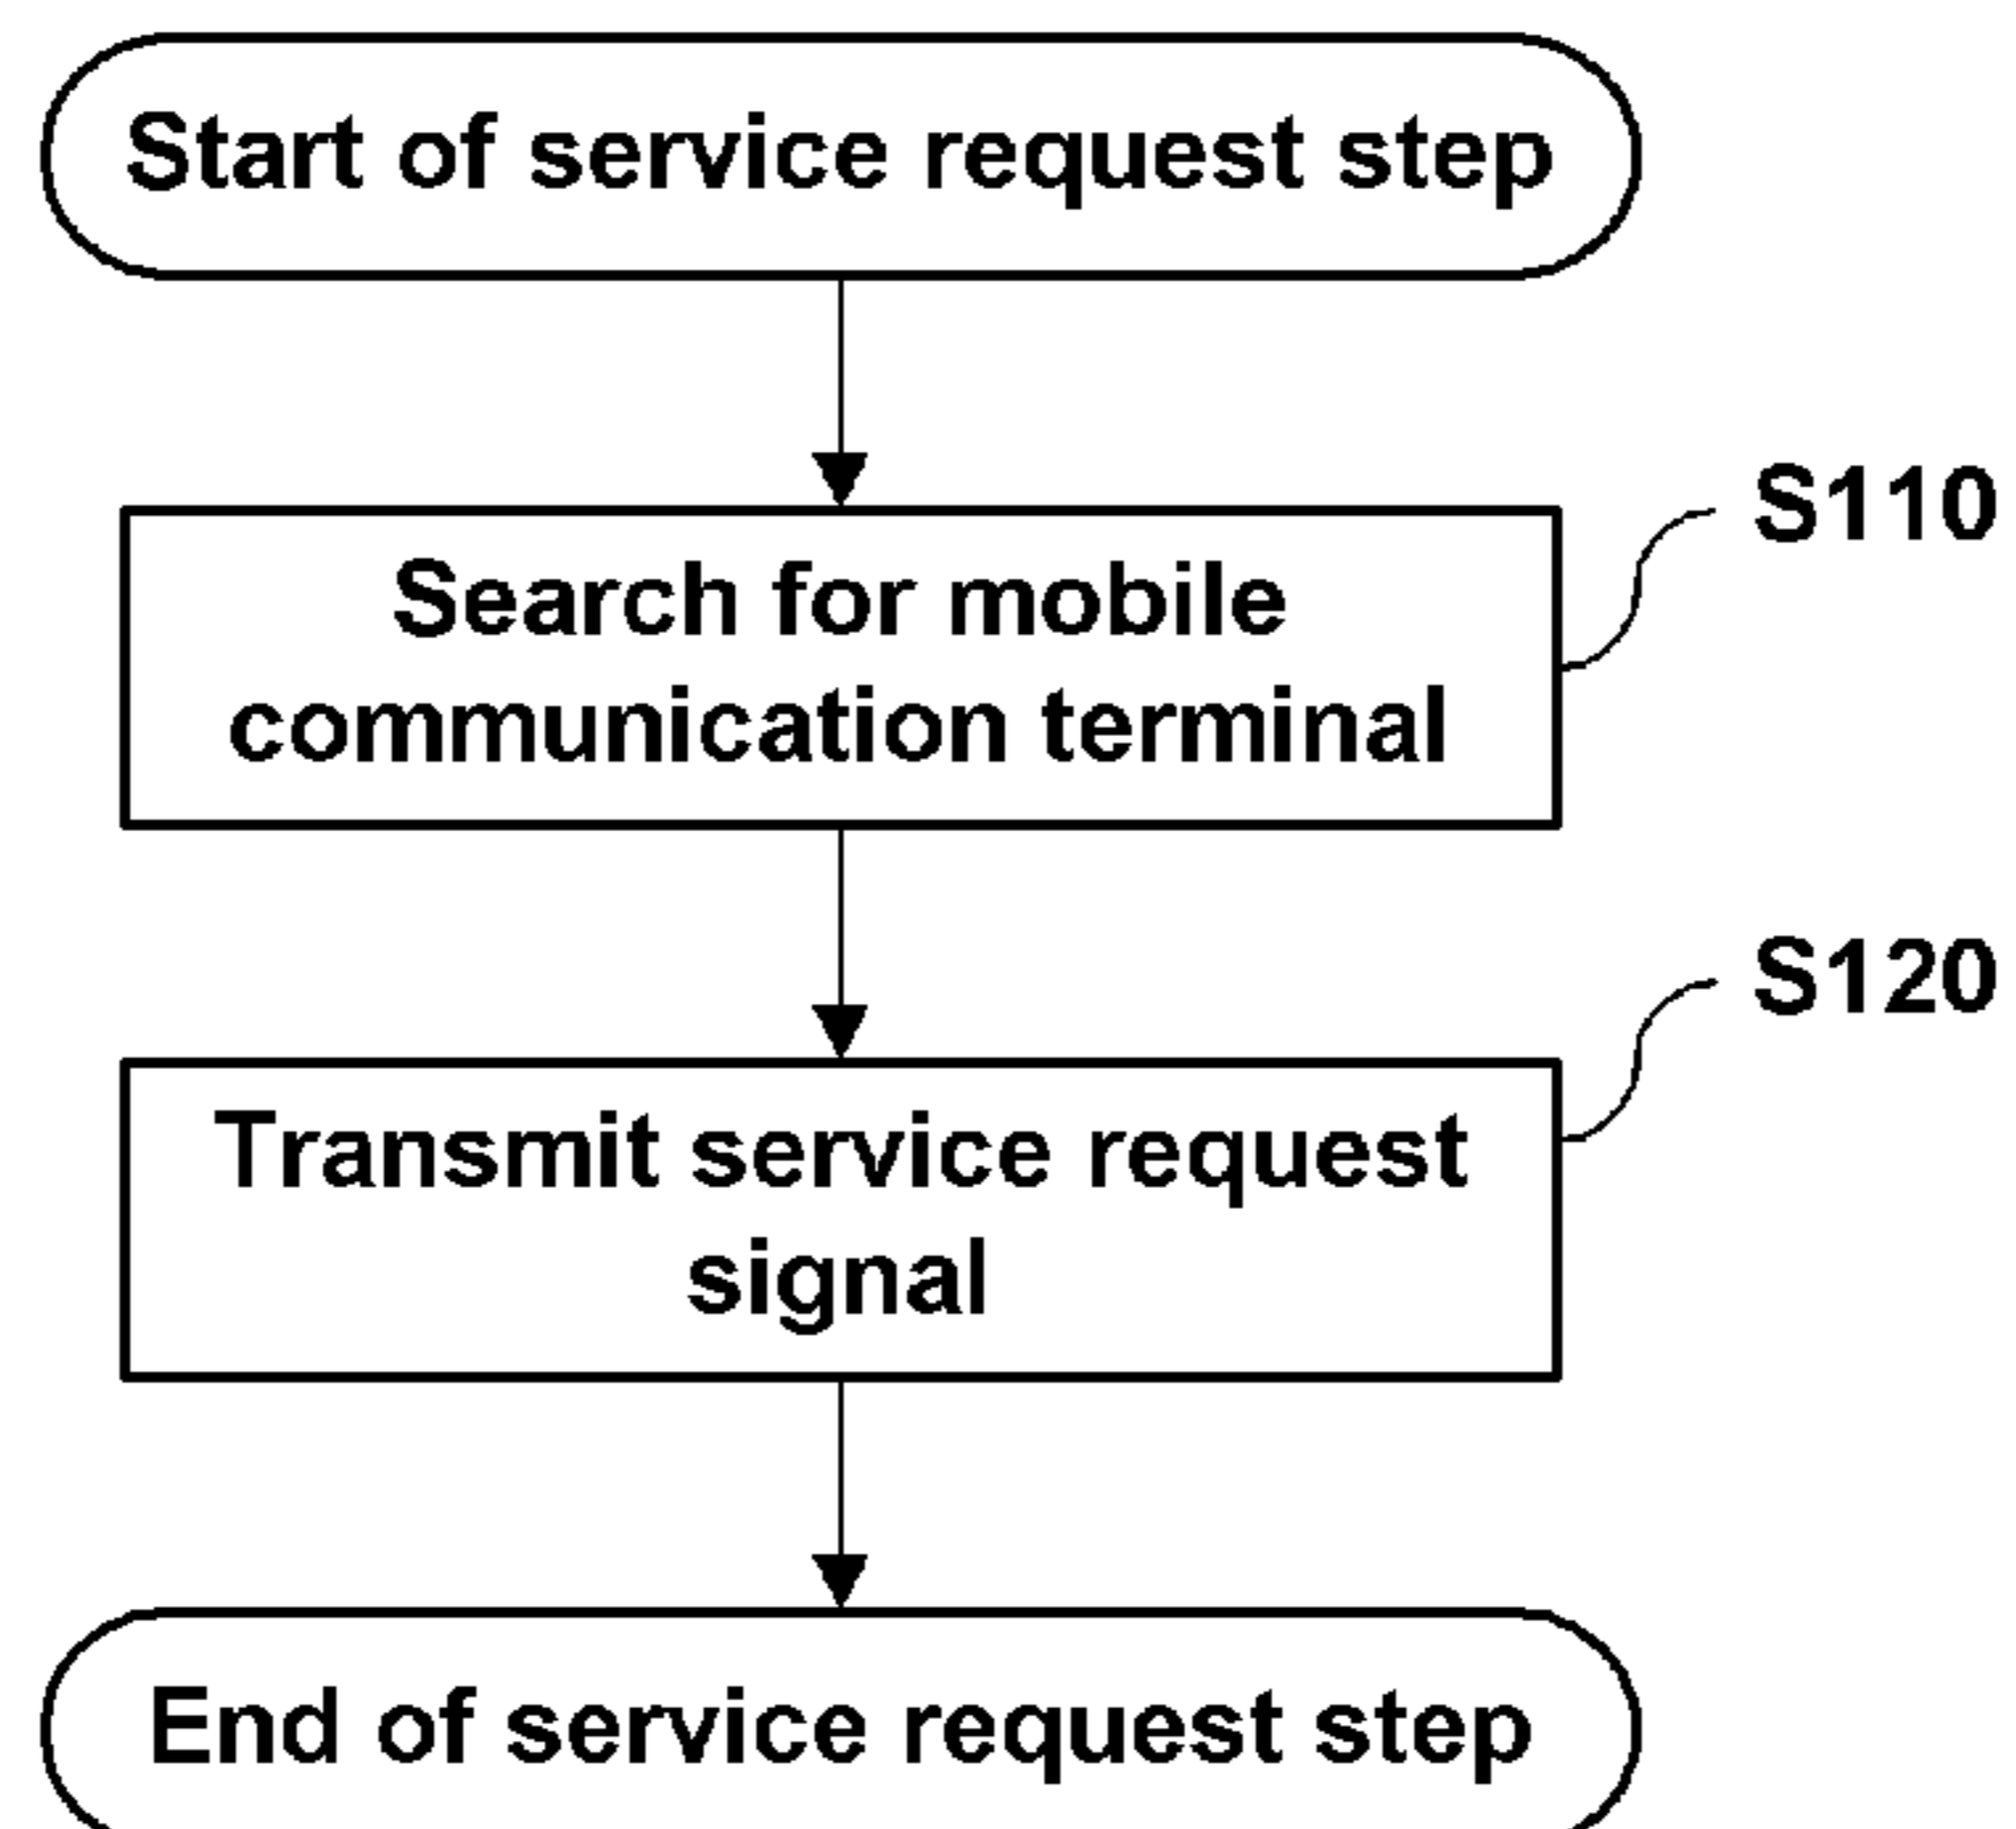 Start of service request step
S110
Search for mobile
communication terminal
S120
Transmit service request
signal
End of service request step